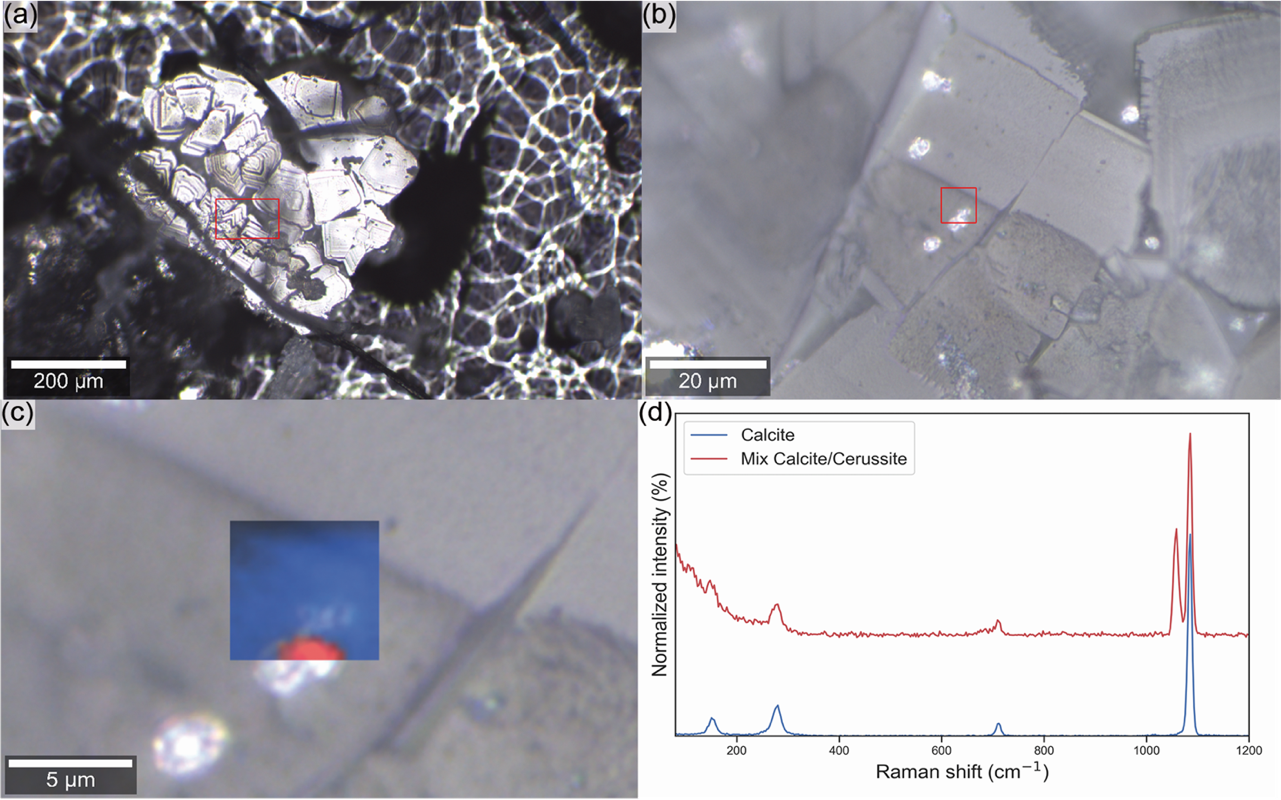 (a)
200 µm
(b)
20 µm
(c)
5 µm
(d)
Calcite
Mix Calcite/Cerussite
Normalized intensity (%)
200 400 600 800 1000 1200
Raman shift (cm⁻¹)